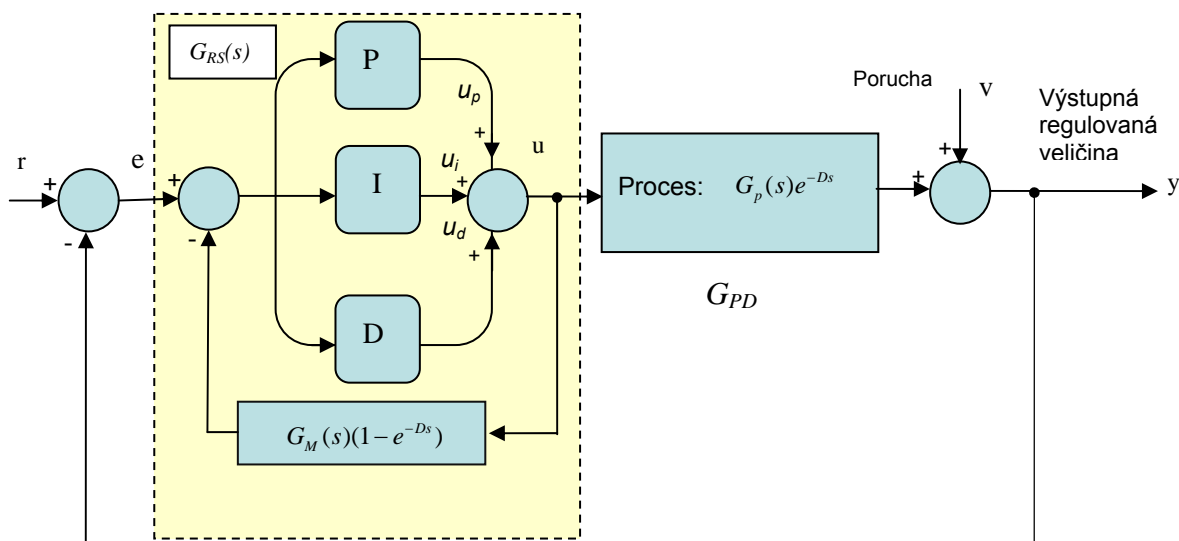 G_RS(s)
P
u_p
+
Porucha
v
Výstupná
regulovaná
veličina
r
+
-
e
+
-
I
u_i
+
u_d
+
u
Proces: G_p(s)e^{-Ds}
+
+
y
G_PD
D
G_M(s)(1-e^{-Ds})